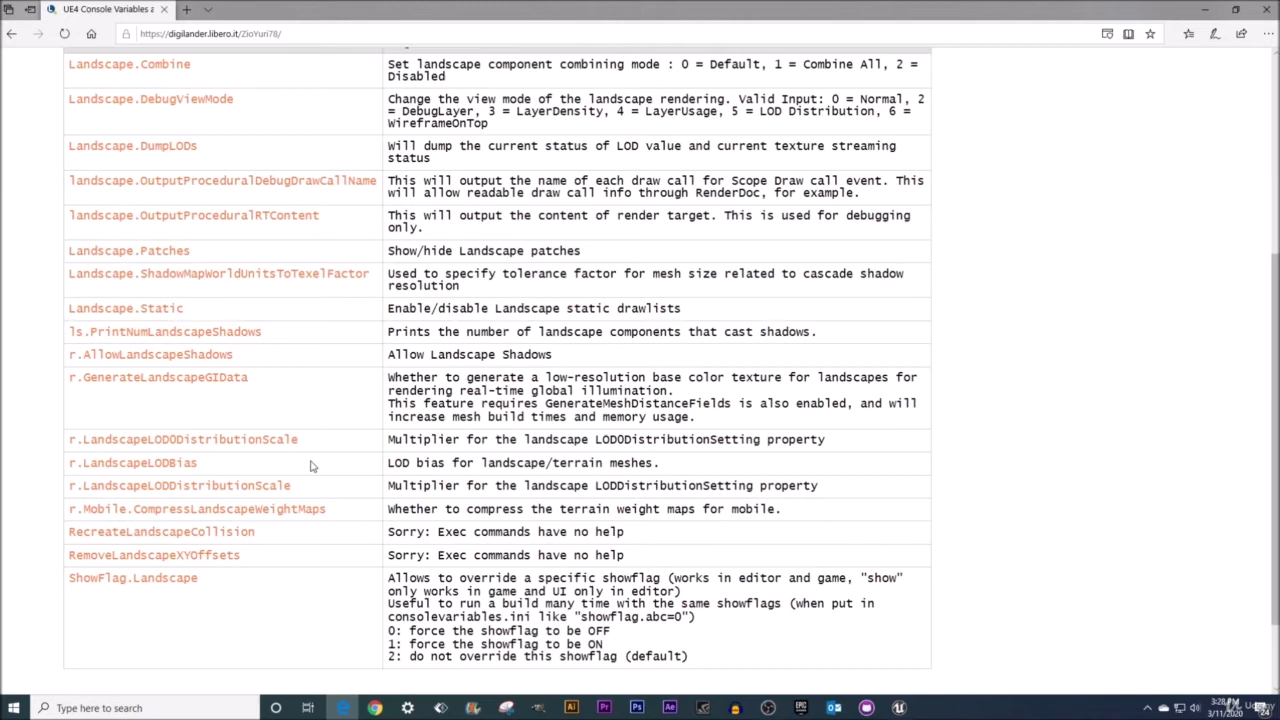 UE4 Console Variables a
https://digilander.libero.it/ZioYuri78/
Landscape.Combine
Set landscape component combining mode : 0 = Default, 1 = Combine All, 2 =
Disabled
Landscape.DebugViewMode
Change the view mode of the landscape rendering. Valid Input: 0 = Normal, 2
= DebugLayer, 3 = LayerDensity, 4 = LayerUsage, 5 = LOD Distribution, 6 =
WireframeOnTop
Landscape.DumpLODs
Will dump the current status of LOD value and current texture streaming
status
landscape.OutputProceduralDebugDrawCallName
This will output the name of each draw call for Scope Draw call event. This
will allow readable draw call info through RenderDoc, for example.
landscape.OutputProceduralRTContent
This will output the content of render target. This is used for debugging
only.
Landscape.Patches
Show/hide Landscape patches
Landscape.ShadowMapWorldUnitsToTexelFactor
Used to specify tolerance factor for mesh size related to cascade shadow
resolution
Landscape.Static
Enable/disable Landscape static drawlists
ls.PrintNumLandscapeShadows
Prints the number of landscape components that cast shadows.
r.AllowLandscapeShadows
Allow Landscape Shadows
r.GenerateLandscapeGIData
Whether to generate a low-resolution base color texture for landscapes for
rendering real-time global illumination.
This feature requires GenerateMeshDistanceFields is also enabled, and will
increase mesh build times and memory usage.
r.LandscapeLOD0DistributionScale
Multiplier for the landscape LOD0DistributionSetting property
r.LandscapeLODBias
LOD bias for landscape/terrain meshes.
r.LandscapeLODDistributionScale
Multiplier for the landscape LODDistributionSetting property
r.Mobile.CompressLandscapeWeightMaps
Whether to compress the terrain weight maps for mobile.
RecreateLandscapeCollision
Sorry: Exec commands have no help
RemoveLandscapeXYOffsets
Sorry: Exec commands have no help
ShowFlag.Landscape
Allows to override a specific showflag (works in editor and game, "show"
only works in game and UI only in editor)
Useful to run a build many time with the same showflags (when put in
consolevariables.ini like "showflag.abc=0")
0: force the showflag to be OFF
1: force the showflag to be ON
2: do not override this showflag (default)
Type here to search
Ai
Pr
Ps
Ae
EPIC
3:28 PM
3/11/2020
24